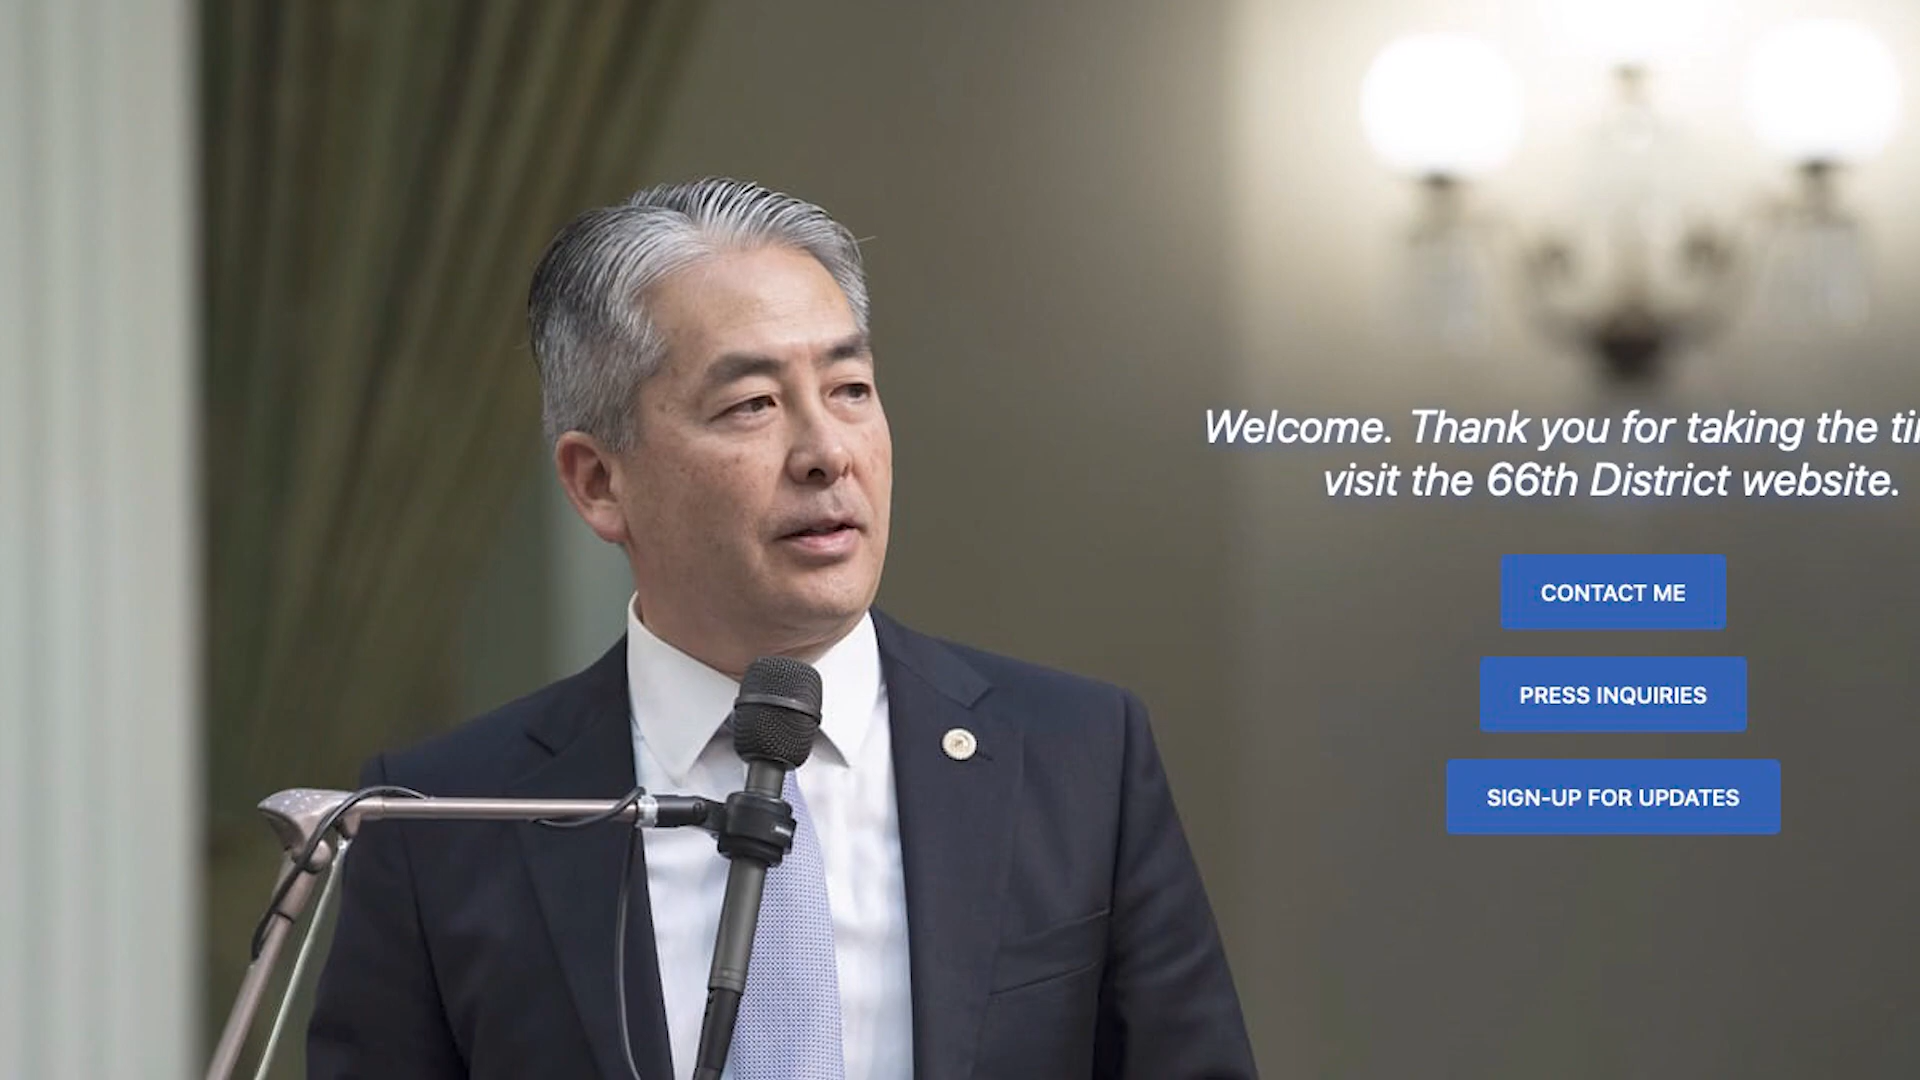 Welcome. Thank you for taking the
visit the 66th District website.
CONTACT ME
PRESS INQUIRIES
SIGN-UP FOR UPDATES